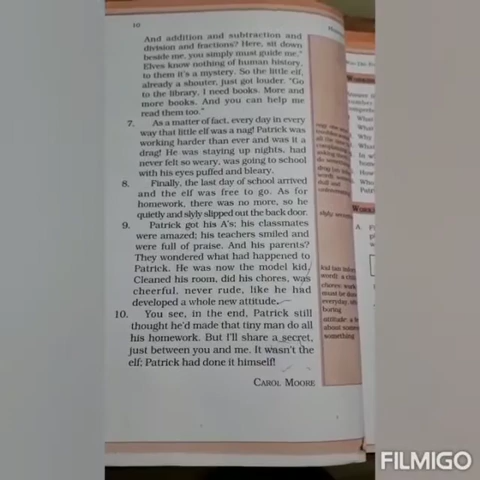 10
And addition and subtraction and
division and fractions? Here, sit down
beside me, you simply must guide me."
Elves know nothing of human history,
to them it's a mystery. So the little elf,
already a shouter, just got louder. "Go
to the library, I need books. More and
more books. And you can help me
read them too."
7. As a matter of fact, every day in every
way that little elf was a nag! Patrick was
working harder than ever and was it a
drag! He was staying up nights, had
never felt so weary, was going to school
with his eyes puffed and bleary.
8. Finally, the last day of school arrived
and the elf was free to go. As for
homework, there was no more, so he
quietly and slyly slipped out the back door.
9. Patrick got his A's; his classmates
were amazed; his teachers smiled and
were full of praise. And his parents?
They wondered what had happened to
Patrick. He was now the model kid.
Cleaned his room, did his chores, was
cheerful, never rude, like he had
developed a whole new attitude.
10. You see, in the end, Patrick still
thought he'd made that tiny man do all
his homework. But I'll share a secret,
just between you and me. It wasn't the
elf; Patrick had done it himself!
CAROL MOORE
slyly
boring
attitude:
something
What
What
Why
What
FILMIGO